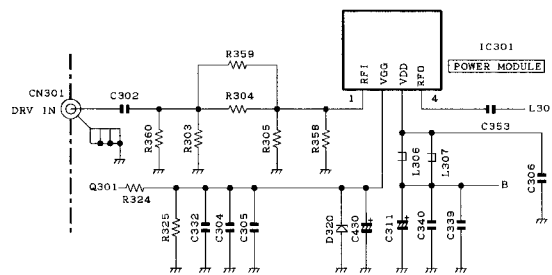 R359
IC301
POWER MODULE
RFI
VGG
VDD
RFO
CN301
C302
R304
1
4
L30
DRV IN
C353
R360
R303
R305
R358
L306
L307
C306
Q301
R324
B
R325
C332
C304
C305
D320
C430
+
C311
+
C340
C339